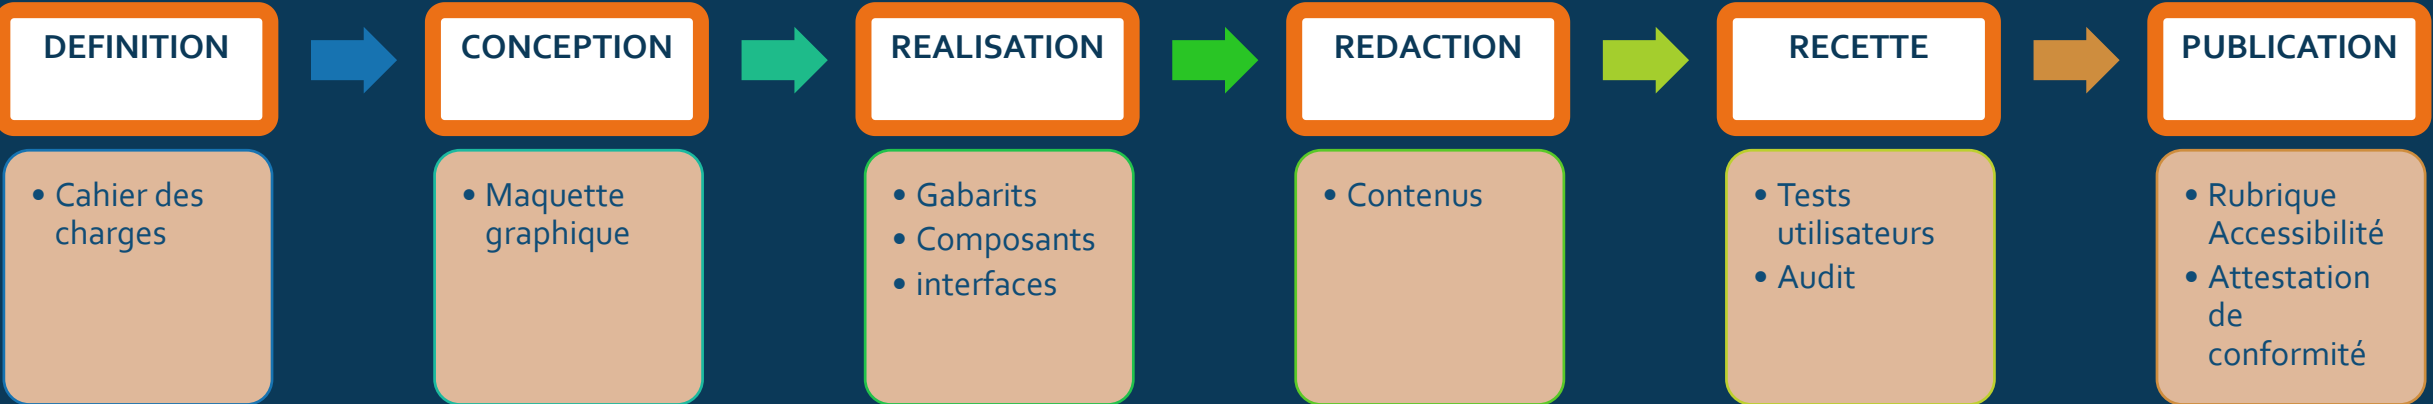 DEFINITION
• Cahier des
charges
CONCEPTION
• Maquette
graphique
REALISATION
• Gabarits
• Composants
• interfaces
REDACTION
• Contenus
RECETTE
• Tests
utilisateurs
• Audit
PUBLICATION
• Rubrique
Accessibilité
• Attestation
de
conformité